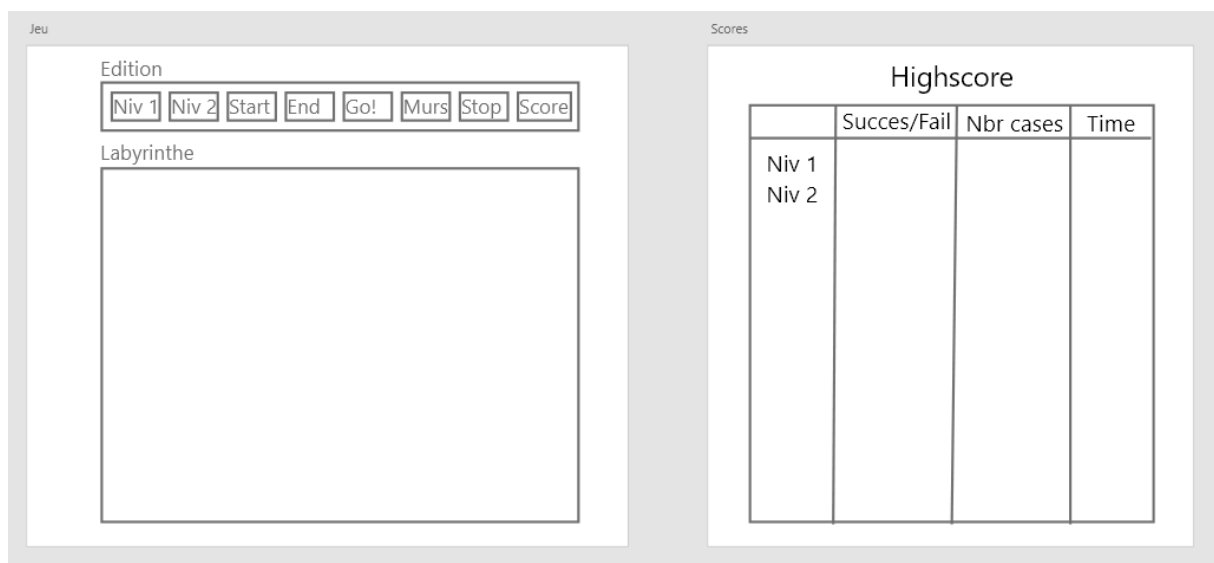 Jeu
Edition
Niv 1 Niv 2 Start End Go! Murs Stop Score
Labyrinthe
Scores
Highscore
Succes/Fail Nbr cases Time
Niv 1
Niv 2